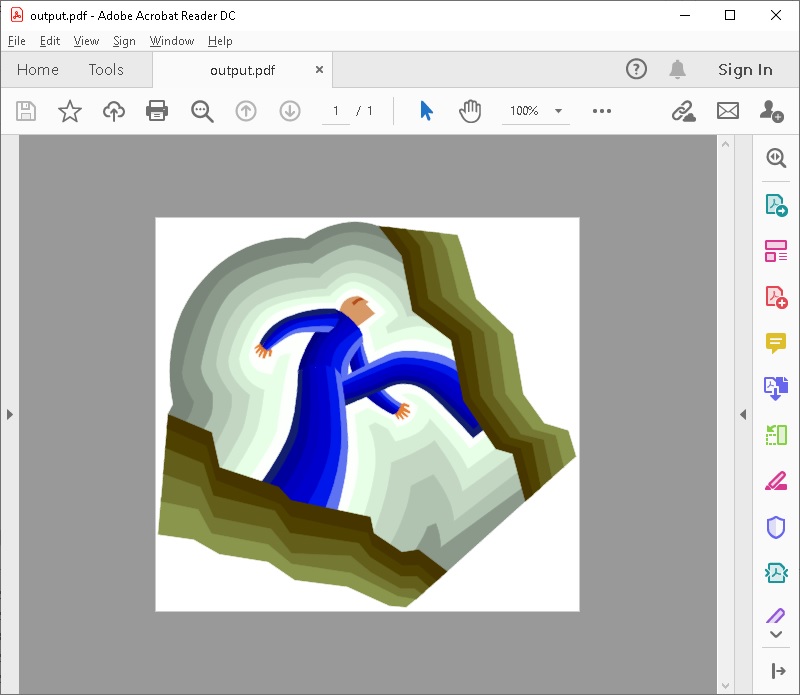 output.pdf - Adobe Acrobat Reader DC
File Edit View Sign Window Help
Home Tools output.pdf Sign In
1 / 1 100%